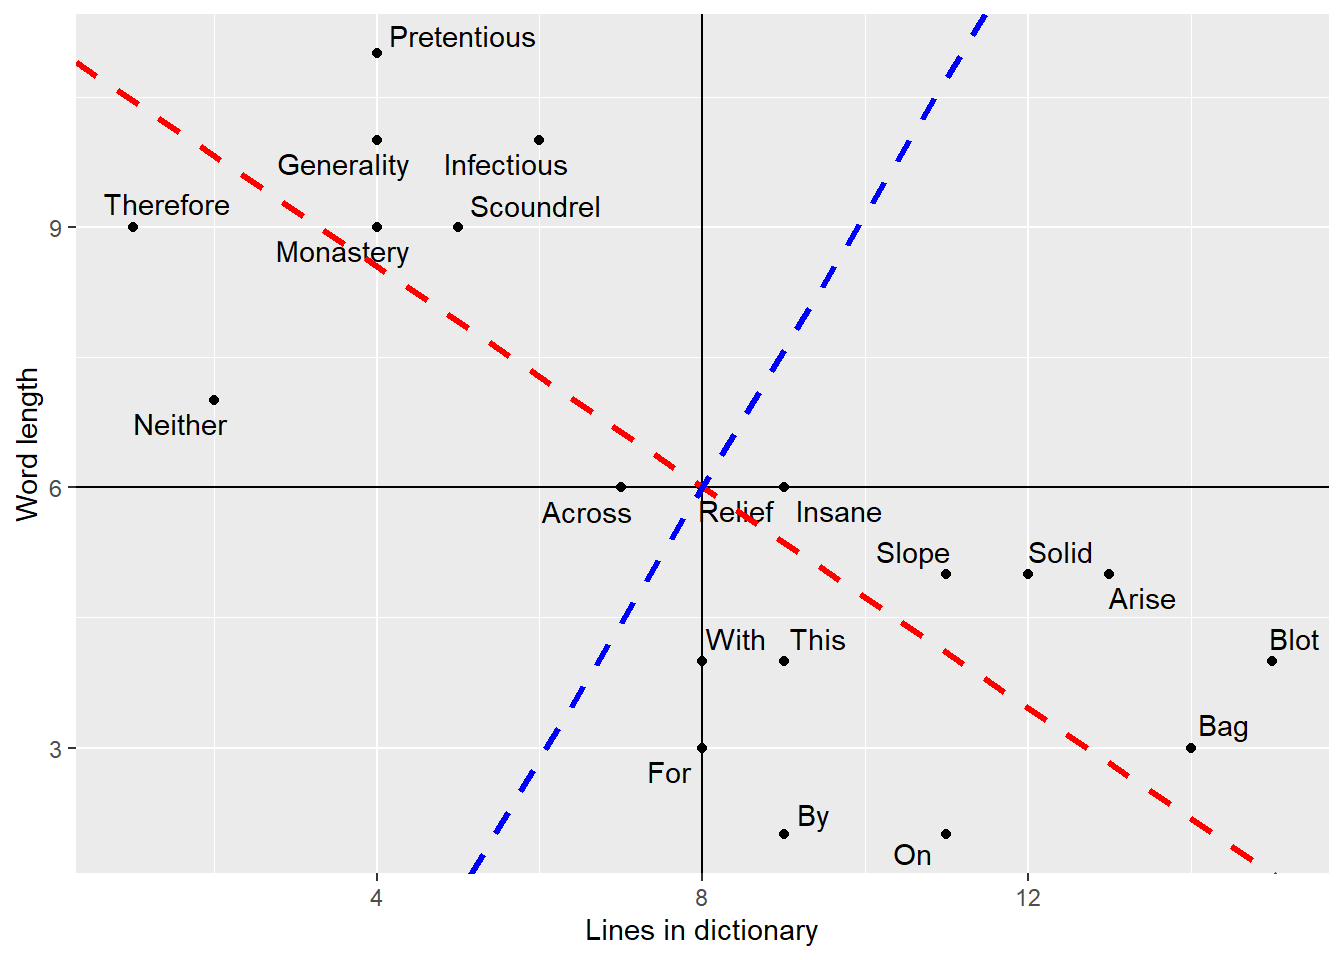 Pretentious
Generality
Infectious
Therefore
Scoundrel
9
Monastery
Neither
Word length
6
Across
Relief
Insane
Slope
Solid
Arise
With
This
Blot
Bag
3
For
By
On
4
8
12
Lines in dictionary